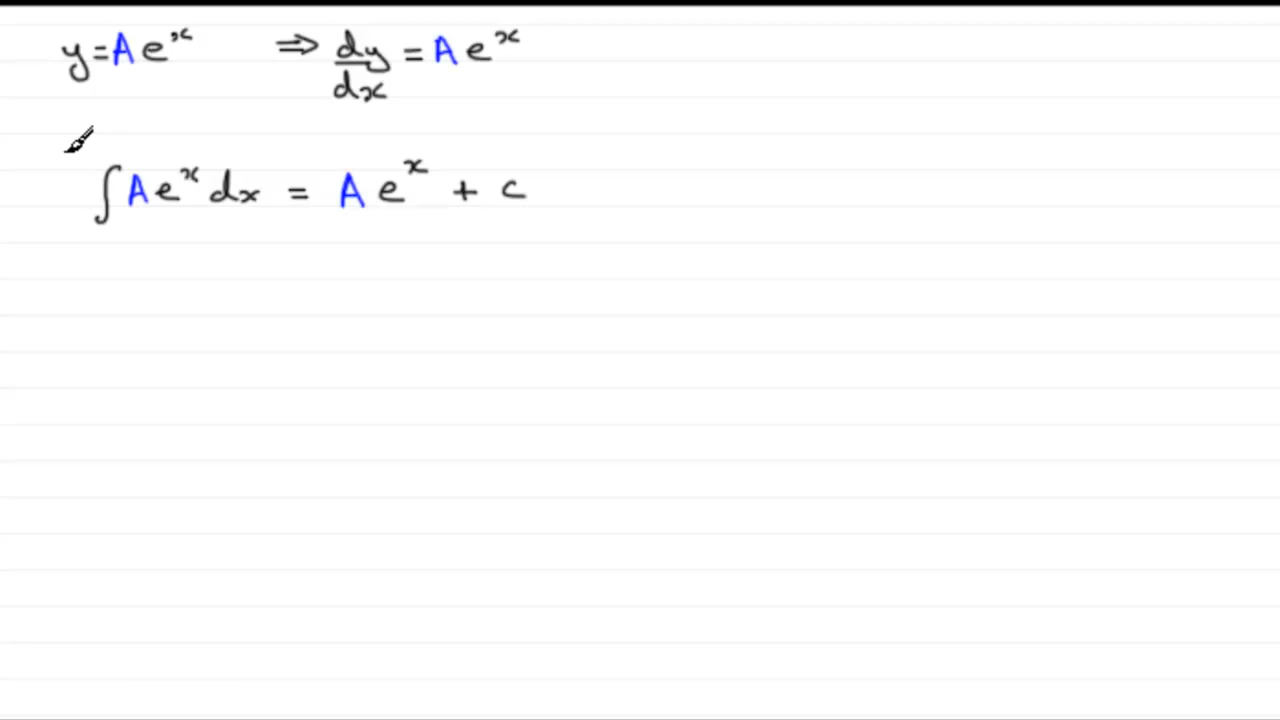 y=Ae^x ⇒ dy/dx = Ae^x
∫Ae^x dx = Ae^x + c